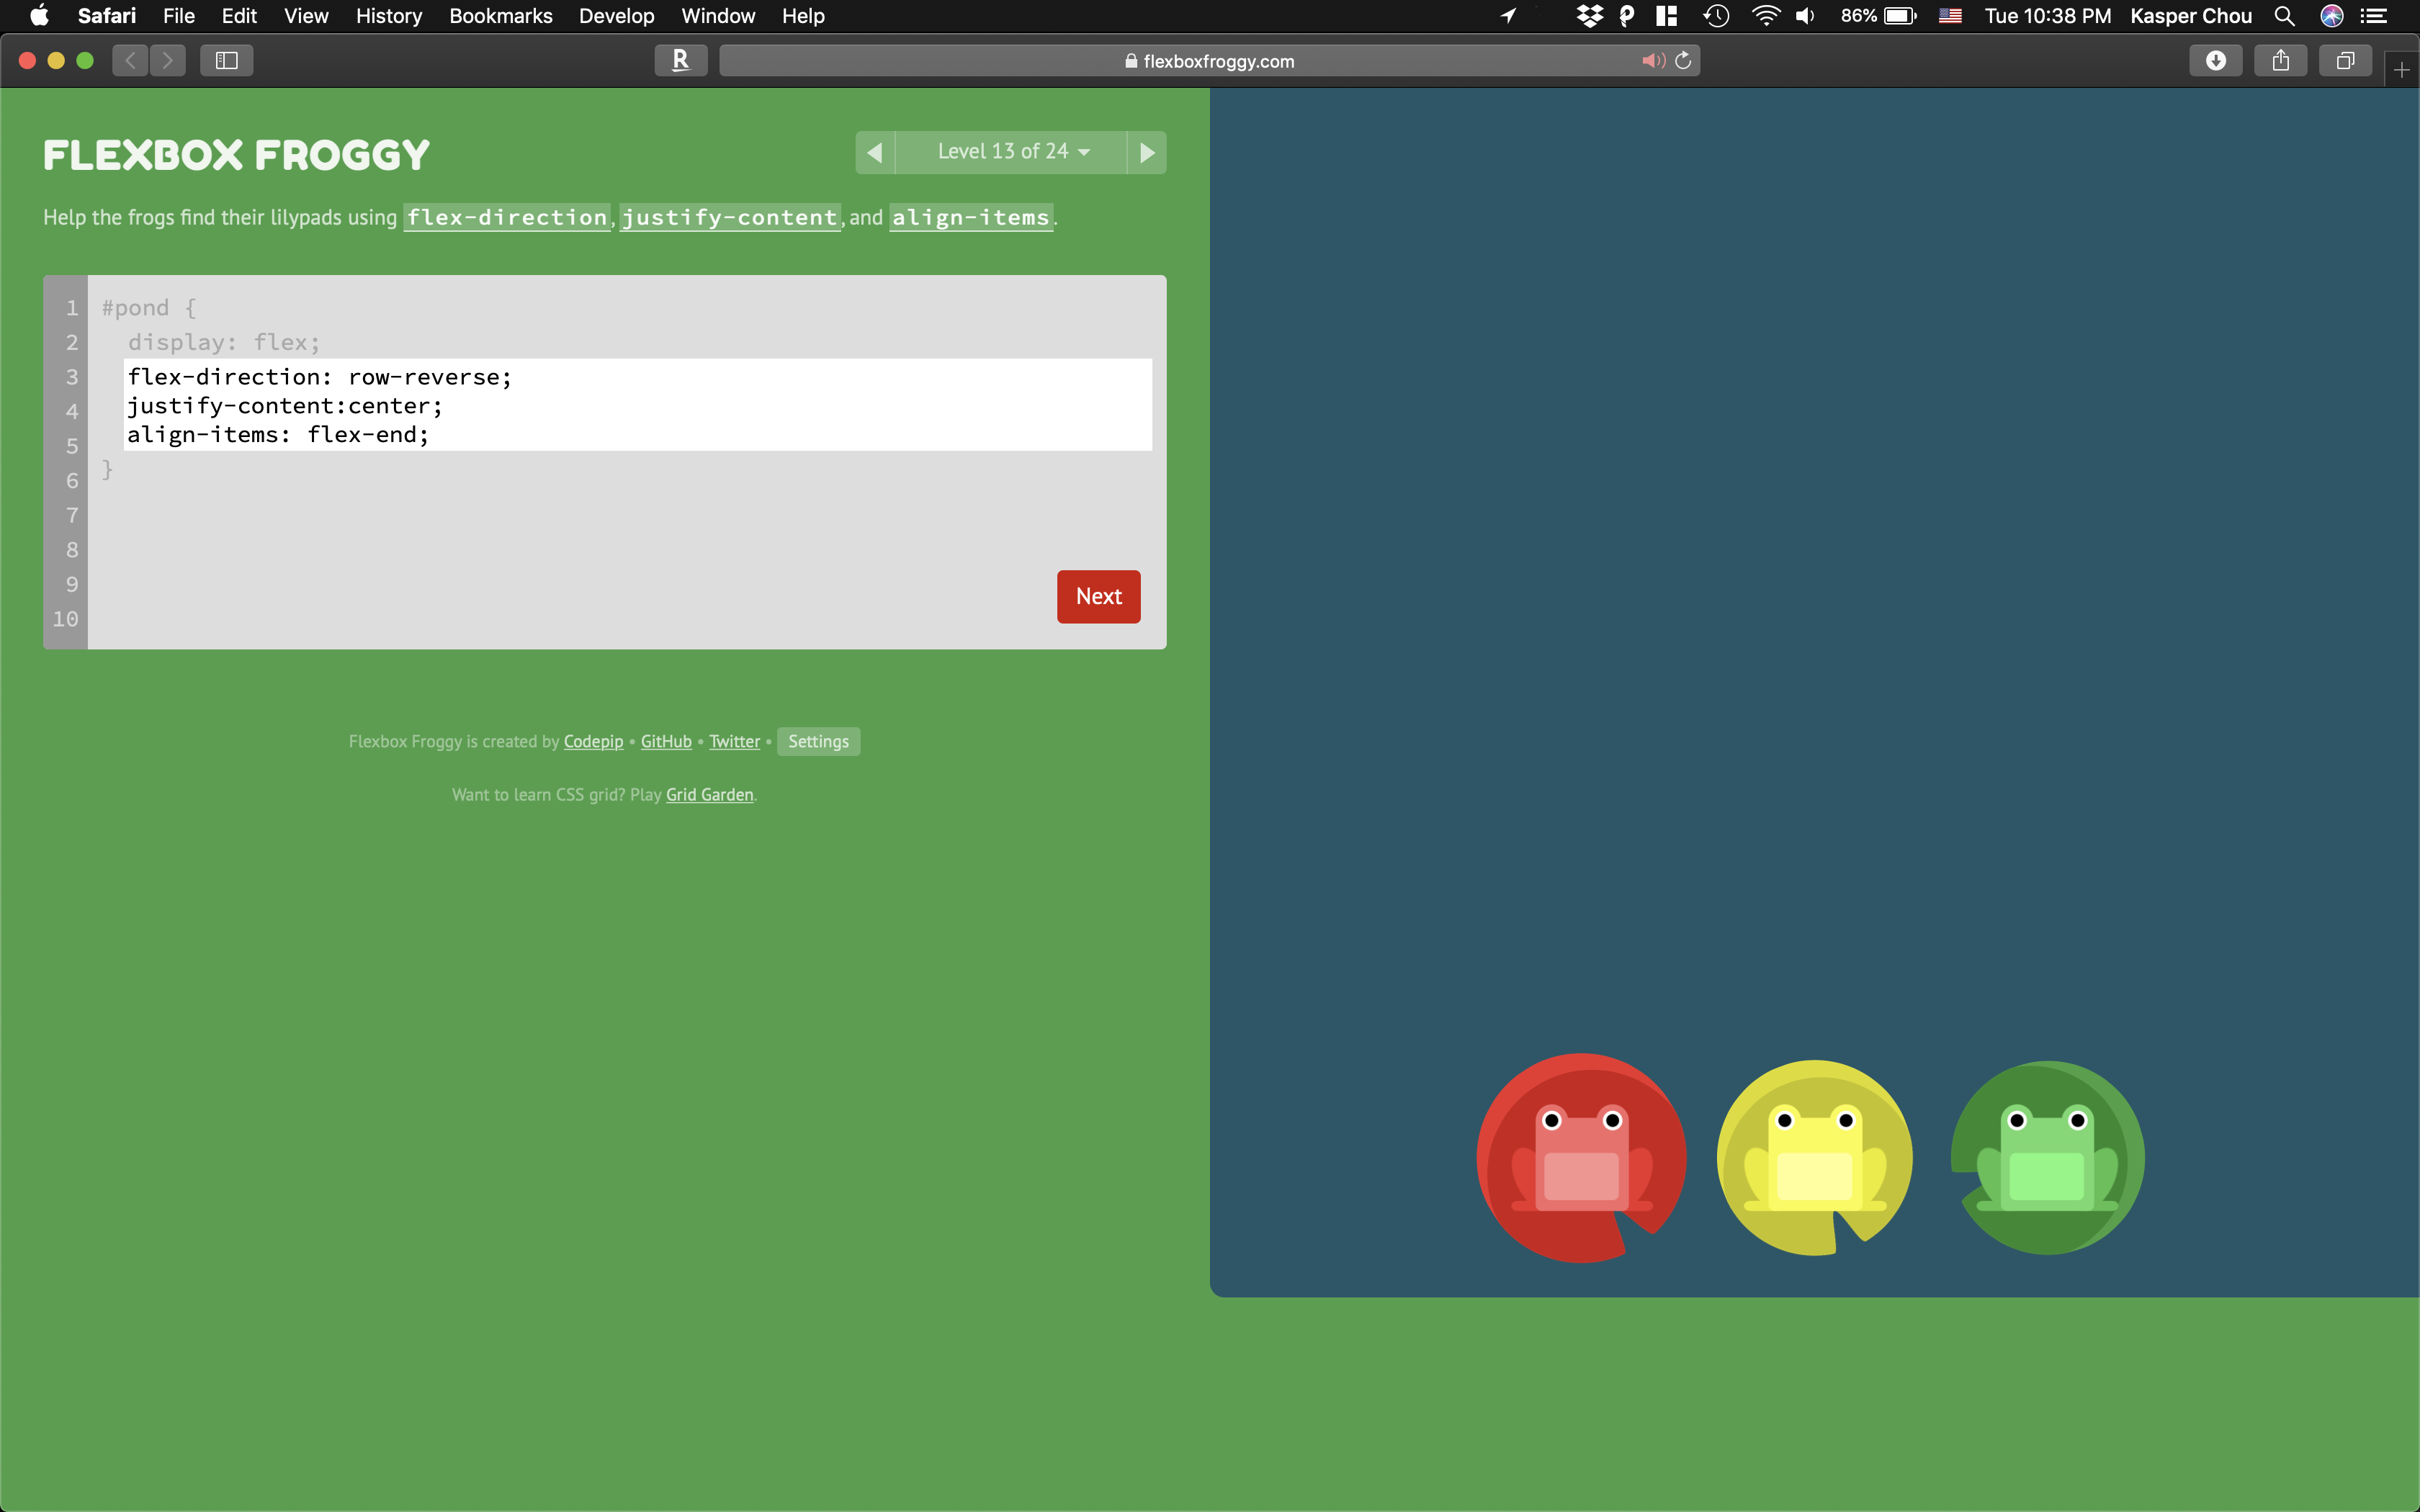 Safari File Edit View History Bookmarks Develop Window Help 86% Tue 10:38 PM Kasper Chou
R flexboxfroggy.com
FLEXBOX FROGGY
Level 13 of 24
Help the frogs find their lilypads using flex-direction, justify-content, and align-items.
1 #pond {
2 display: flex;
3 flex-direction: row-reverse;
4 justify-content:center;
5 align-items: flex-end;
6 }
7
8
9
10
Next
Flexbox Froggy is created by Codepip • GitHub • Twitter • Settings
Want to learn CSS grid? Play Grid Garden.